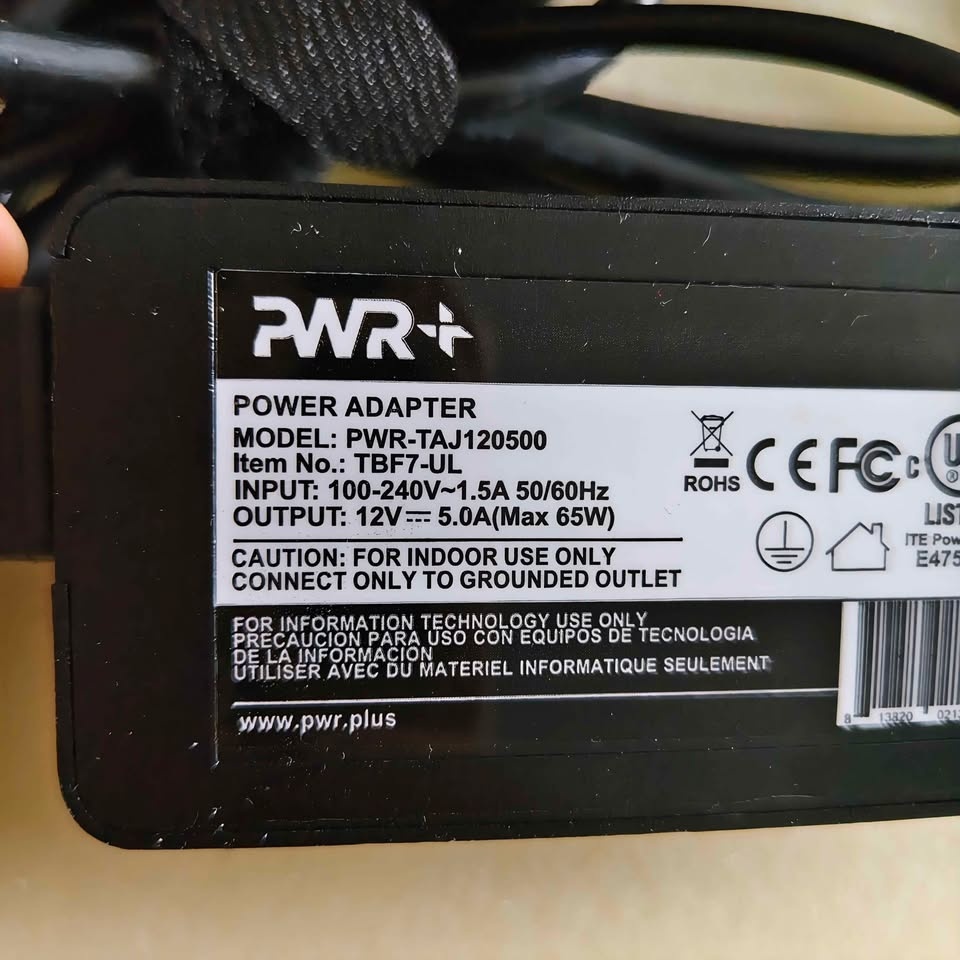 PWR+
POWER ADAPTER
MODEL: PWR-TAJ120500
Item No.: TBF7-UL
INPUT: 100-240V~1.5A 50/60Hz
OUTPUT: 12V⎓ 5.0A(Max 65W)
CAUTION: FOR INDOOR USE ONLY
CONNECT ONLY TO GROUNDED OUTLET
ROHS
CE FC c U
®
LIST
ITE Pow
E475
FOR INFORMATION TECHNOLOGY USE ONLY
PRECAUCION PARA USO CON EQUIPOS DE TECNOLOGIA
DE LA INFORMACIÓN
UTILISER AVEC DU MATERIEL INFORMATIQUE SEULEMENT
www.pwr.plus
8 13820